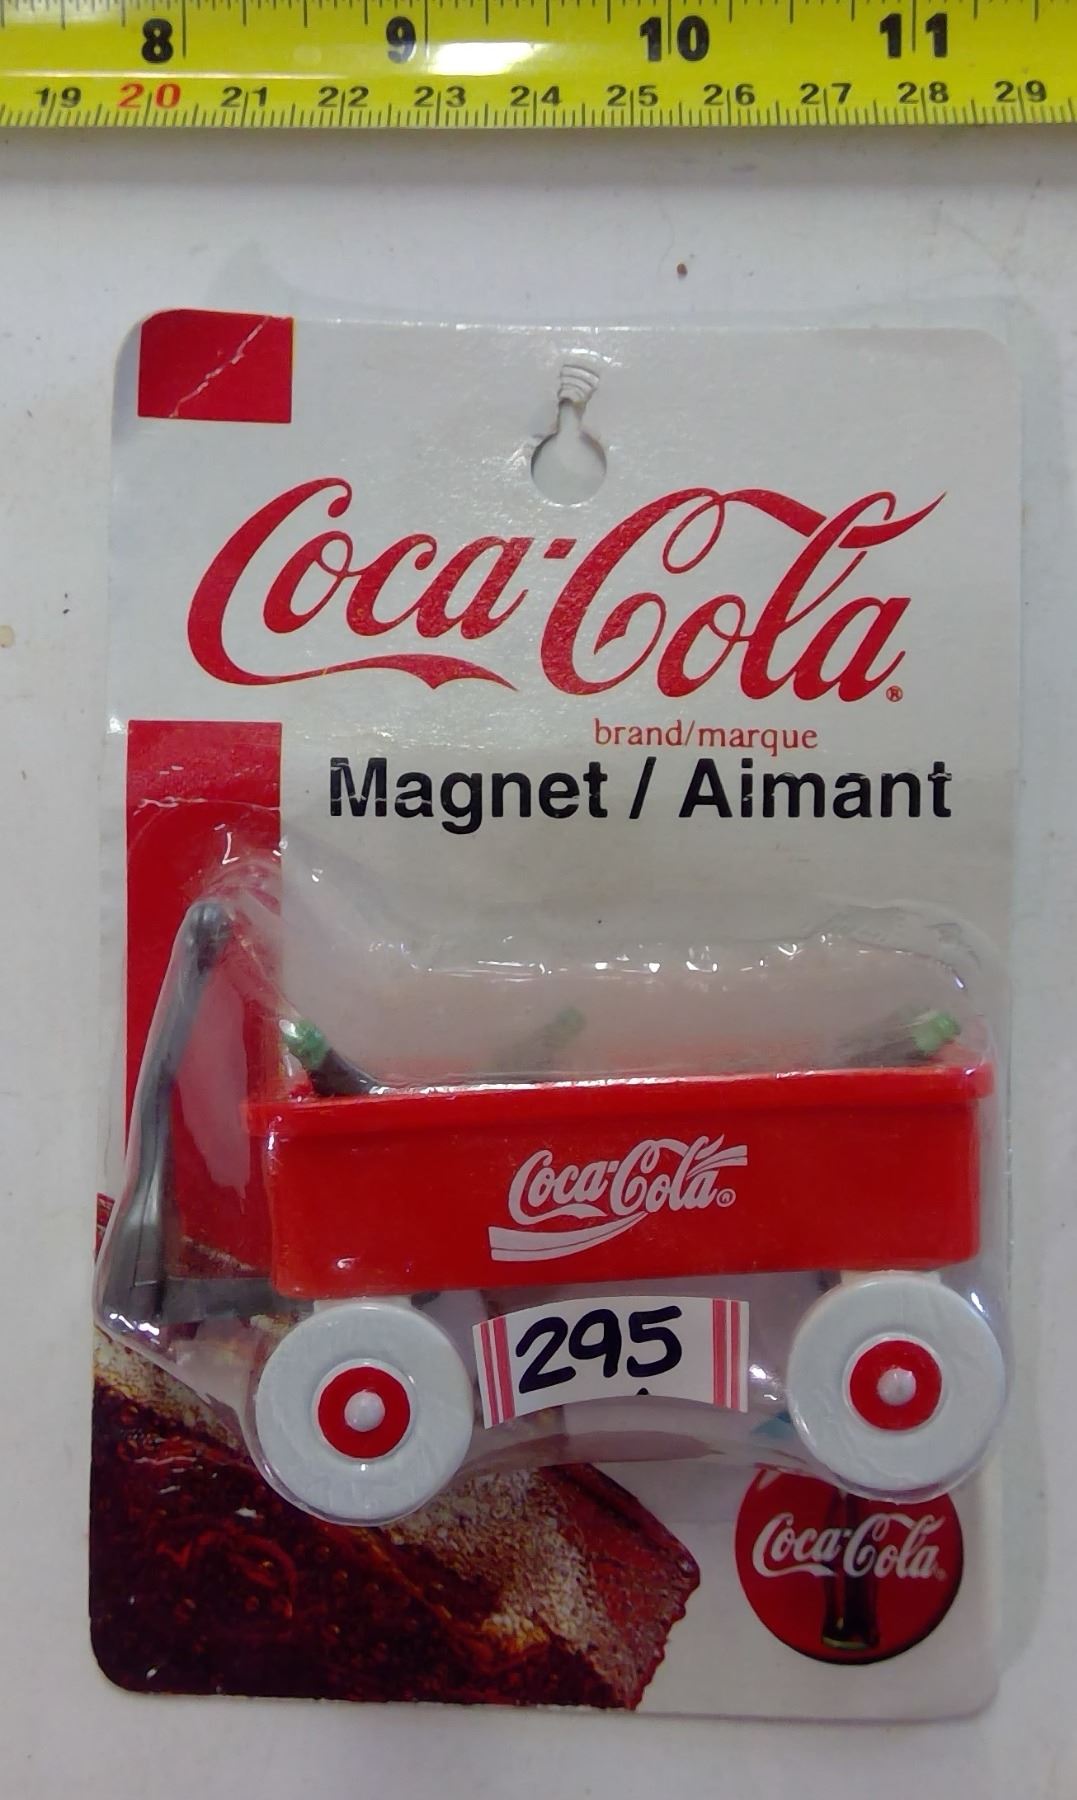 8 9 10 11
19 20 21 22 23 24 25 26 27 28 29
Coca-Cola®
brand/marque
Magnet / Aimant
Coca-Cola®
295
Coca-Cola